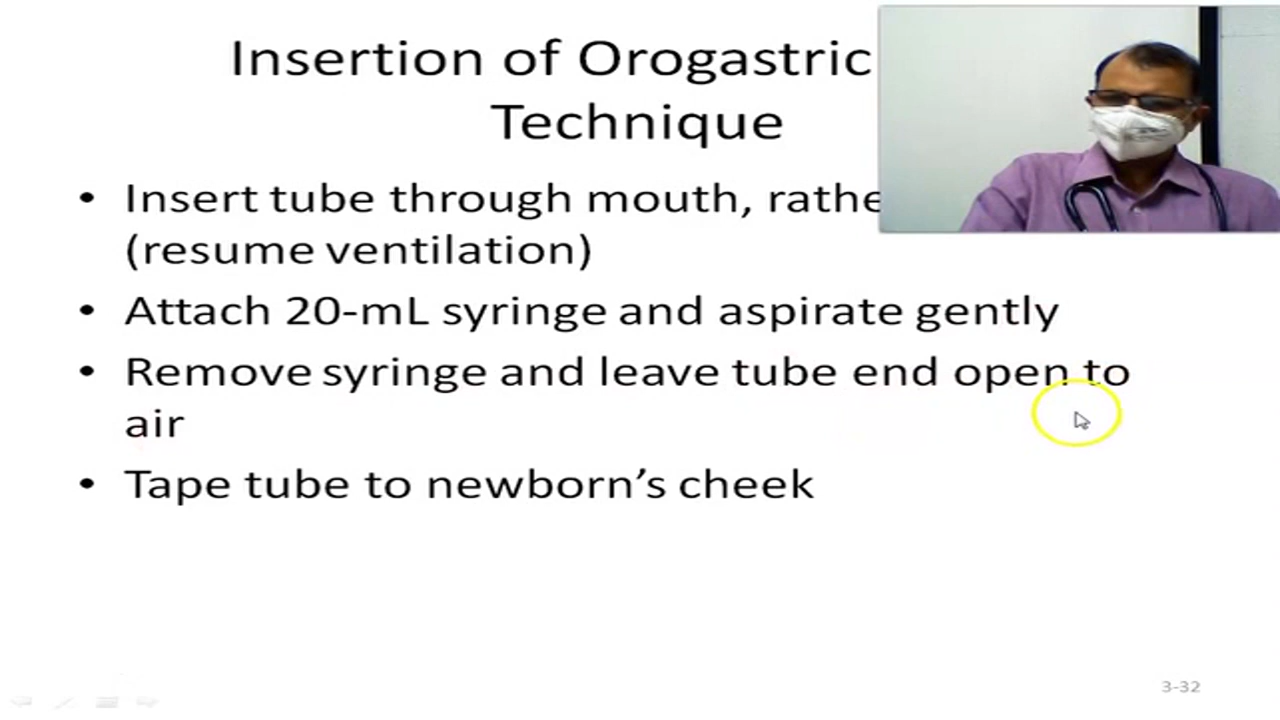 Insertion of Orogastric
Technique
• Insert tube through mouth, rathe
(resume ventilation)
• Attach 20-mL syringe and aspirate gently
• Remove syringe and leave tube end open to
air
• Tape tube to newborn’s cheek
3-32